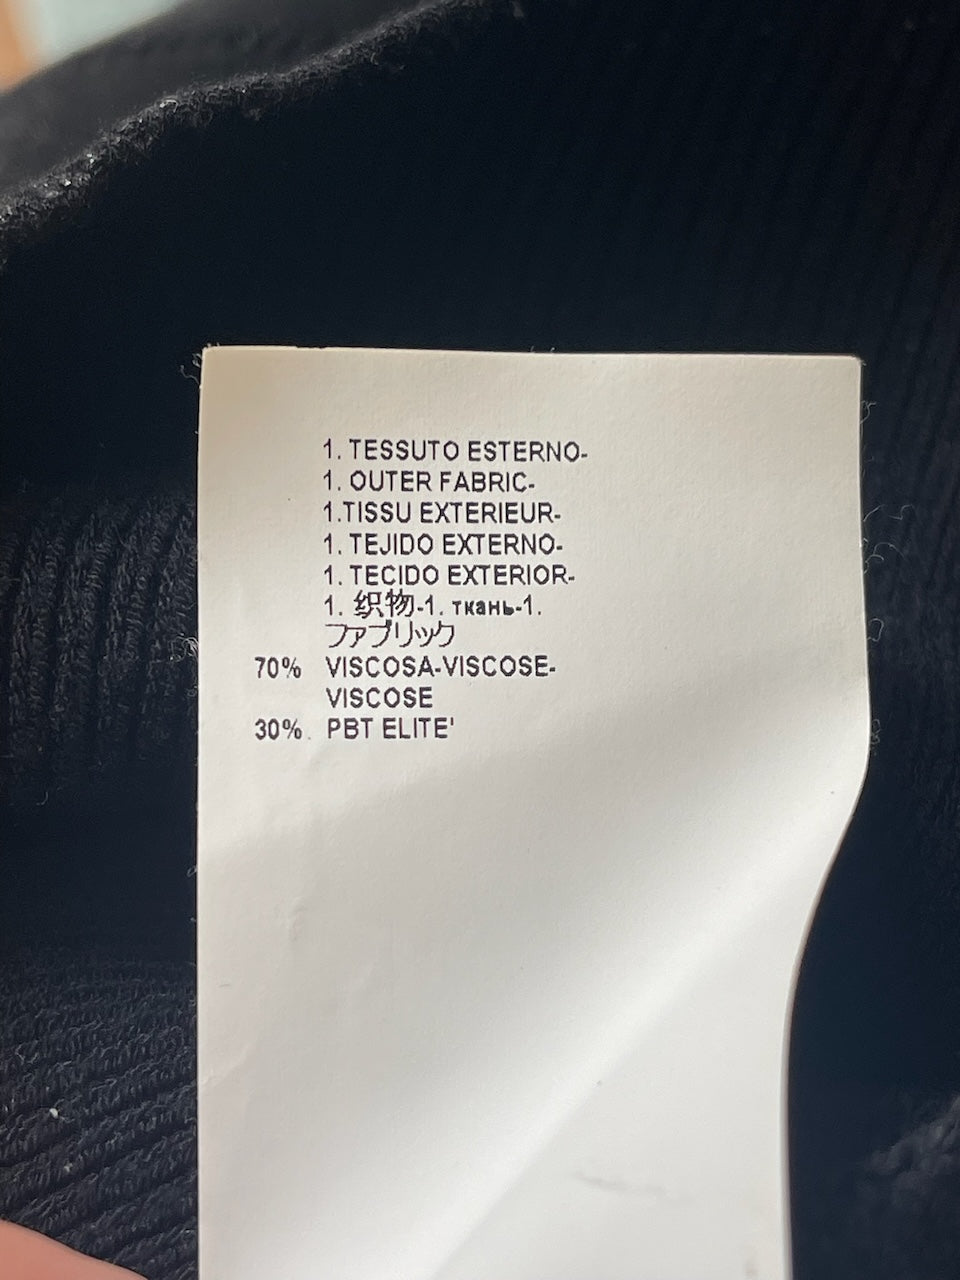 1. TESSUTO ESTERNO-
1. OUTER FABRIC-
1.TISSU EXTERIEUR-
1. TEJIDO EXTERNO-
1. TECIDO EXTERIOR-
1. 织物-1. ткань-1.
ファブリック
70% VISCOSA-VISCOSE-
VISCOSE
30% PBT ELITE'